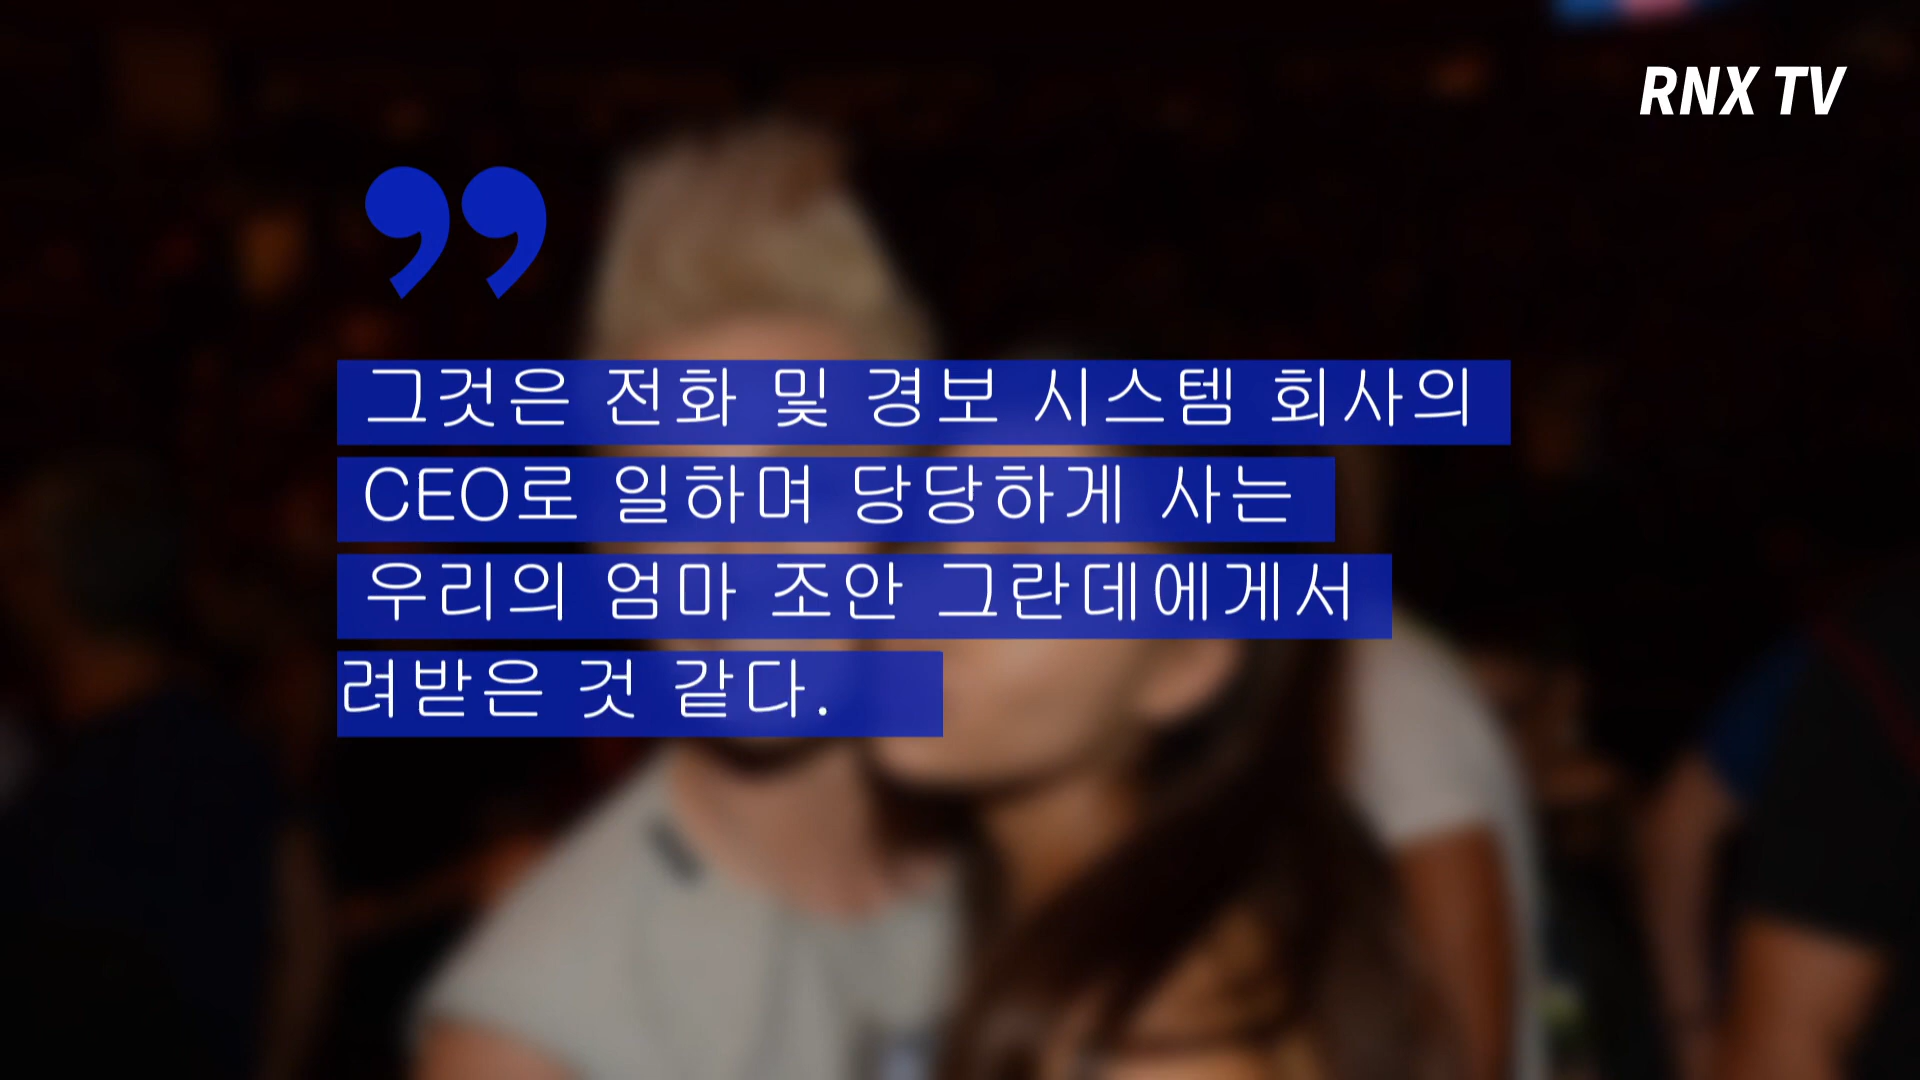 RNX TV
”
그것은 전화 및 경보 시스템 회사의
CEO로 일하며 당당하게 사는
우리의 엄마 조안 그란데에게서
려받은 것 같다.